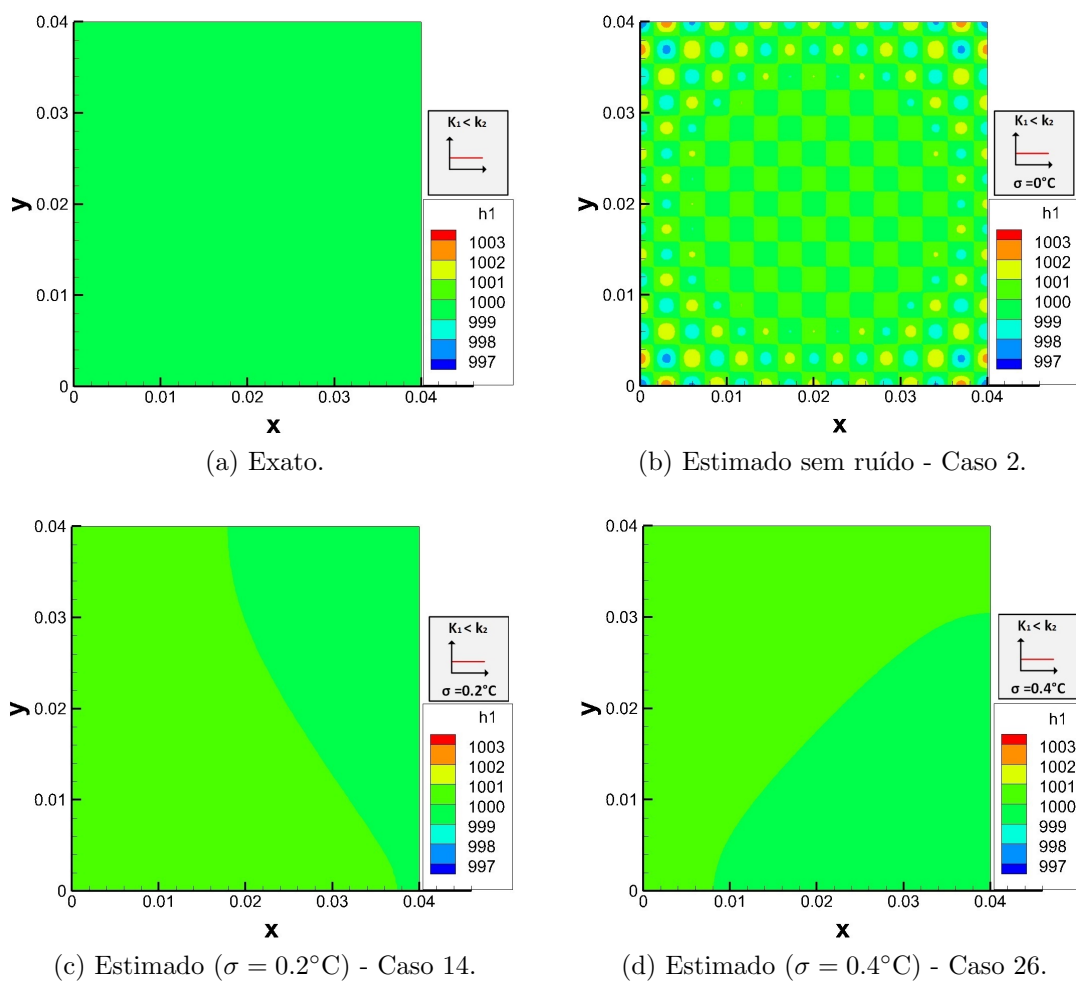 0.04
0.03
0.02
0.01
0
0
0.01
0.02
0.03
0.04
y
x
K₁ < k₂
h1
1003
1002
1001
1000
999
998
997
(a) Exato.
0.04
0.03
0.02
0.01
0
0
0.01
0.02
0.03
0.04
y
x
K₁ < k₂
σ =0°C
h1
1003
1002
1001
1000
999
998
997
(b) Estimado sem ruído - Caso 2.
0.04
0.03
0.02
0.01
0
0
0.01
0.02
0.03
0.04
y
x
K₁ < k₂
σ =0.2°C
h1
1003
1002
1001
1000
999
998
997
(c) Estimado (σ = 0.2°C) - Caso 14.
0.04
0.03
0.02
0.01
0
0
0.01
0.02
0.03
0.04
y
x
K₁ < k₂
σ =0.4°C
h1
1003
1002
1001
1000
999
998
997
(d) Estimado (σ = 0.4°C) - Caso 26.